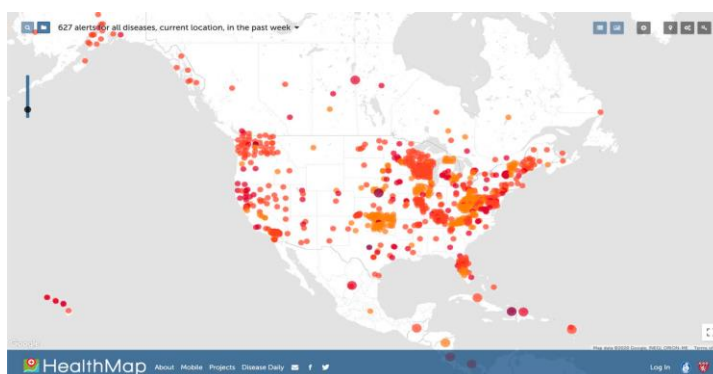 627 alerts for all diseases, current location, in the past week
HealthMap About Mobile Projects Disease Daily Log In